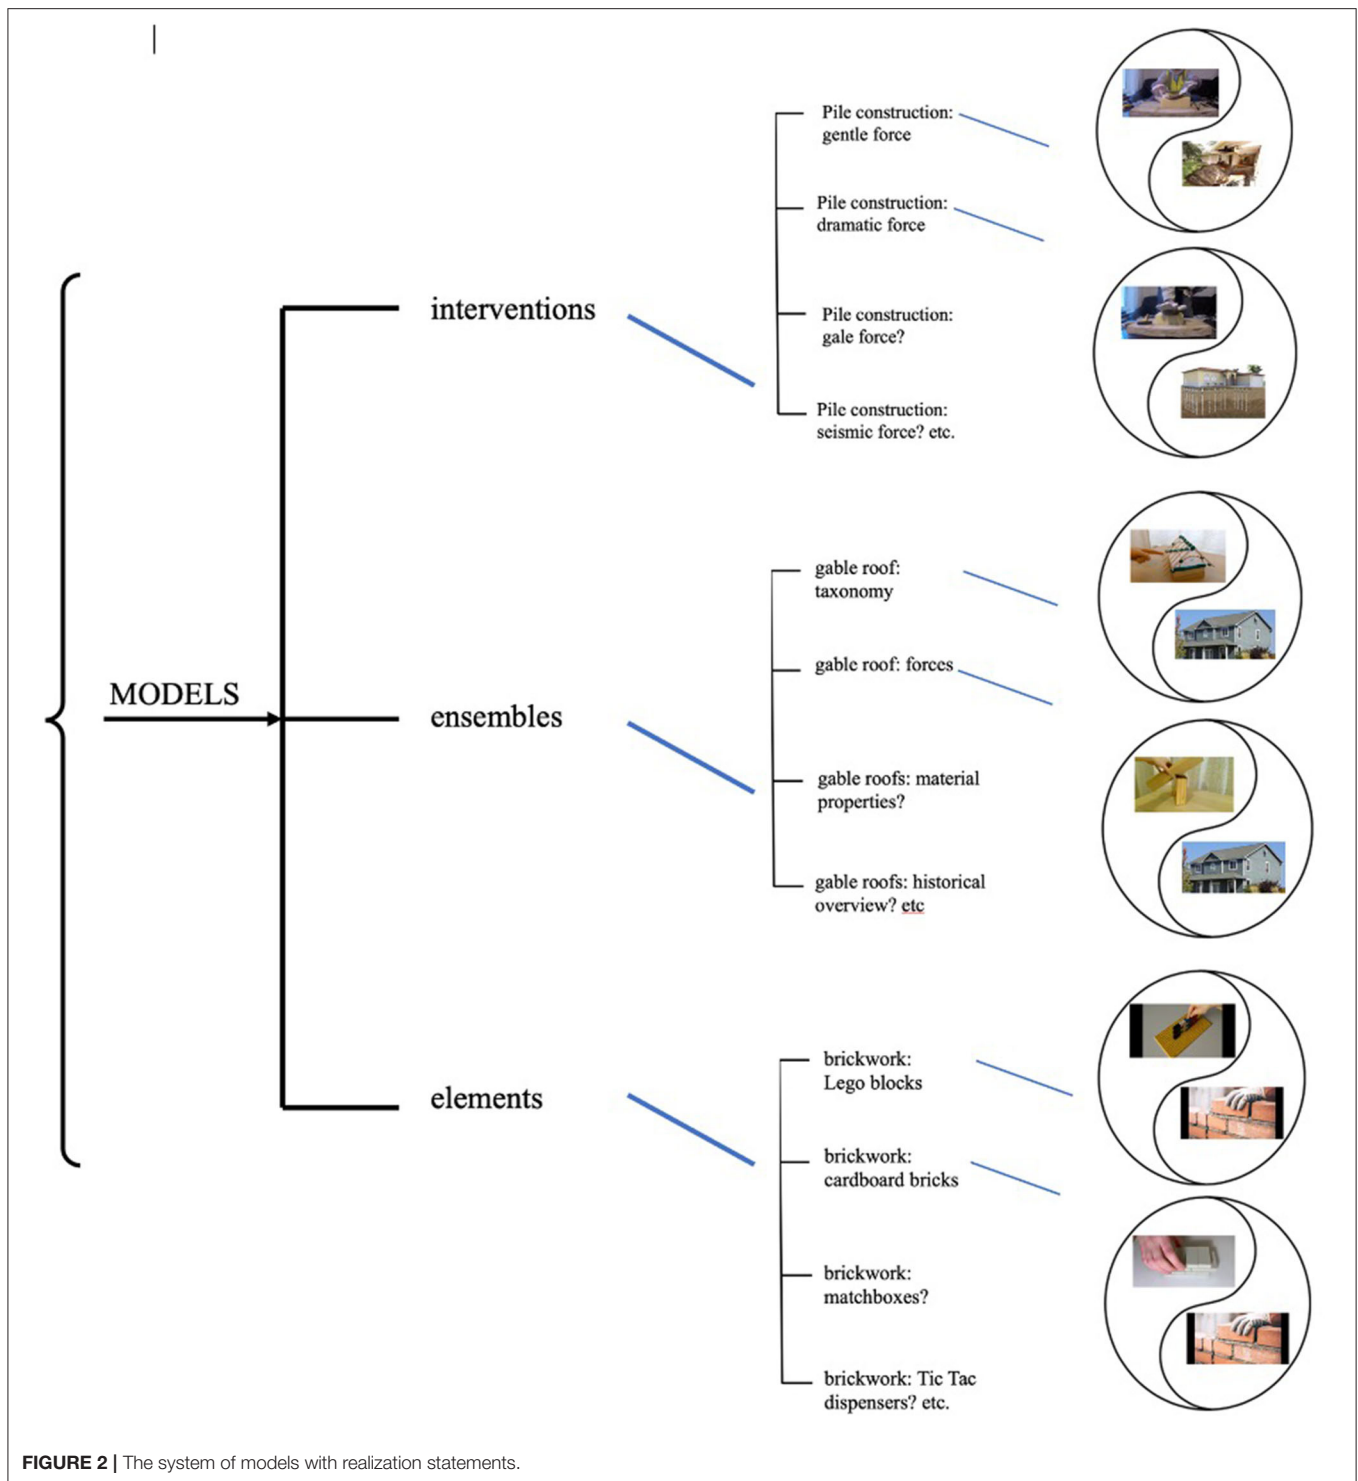 Pile construction:
gentle force
Pile construction:
dramatic force
interventions
Pile construction:
gale force?
Pile construction:
seismic force? etc.
gable roof:
taxonomy
gable roof: forces
MODELS
ensembles
gable roofs: material
properties?
gable roofs: historical
overview? etc
brickwork:
Lego blocks
elements
brickwork:
cardboard bricks
brickwork:
matchboxes?
brickwork: Tic Tac
dispensers? etc.
FIGURE 2 | The system of models with realization statements.